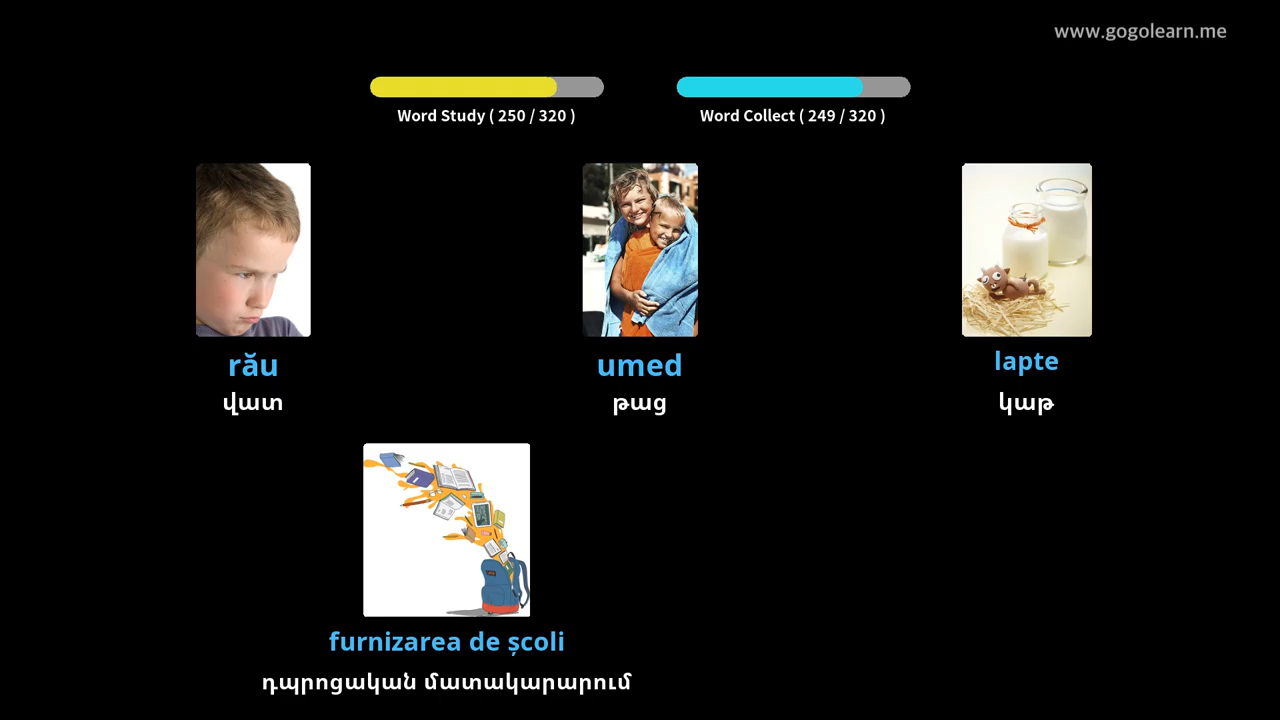 www.gogolearn.me
Word Study ( 250 / 320 )
Word Collect ( 249 / 320 )
rău
umed
lapte
վատ
թաց
կաթ
furnizarea de școli
դպրոցական մատակարարում